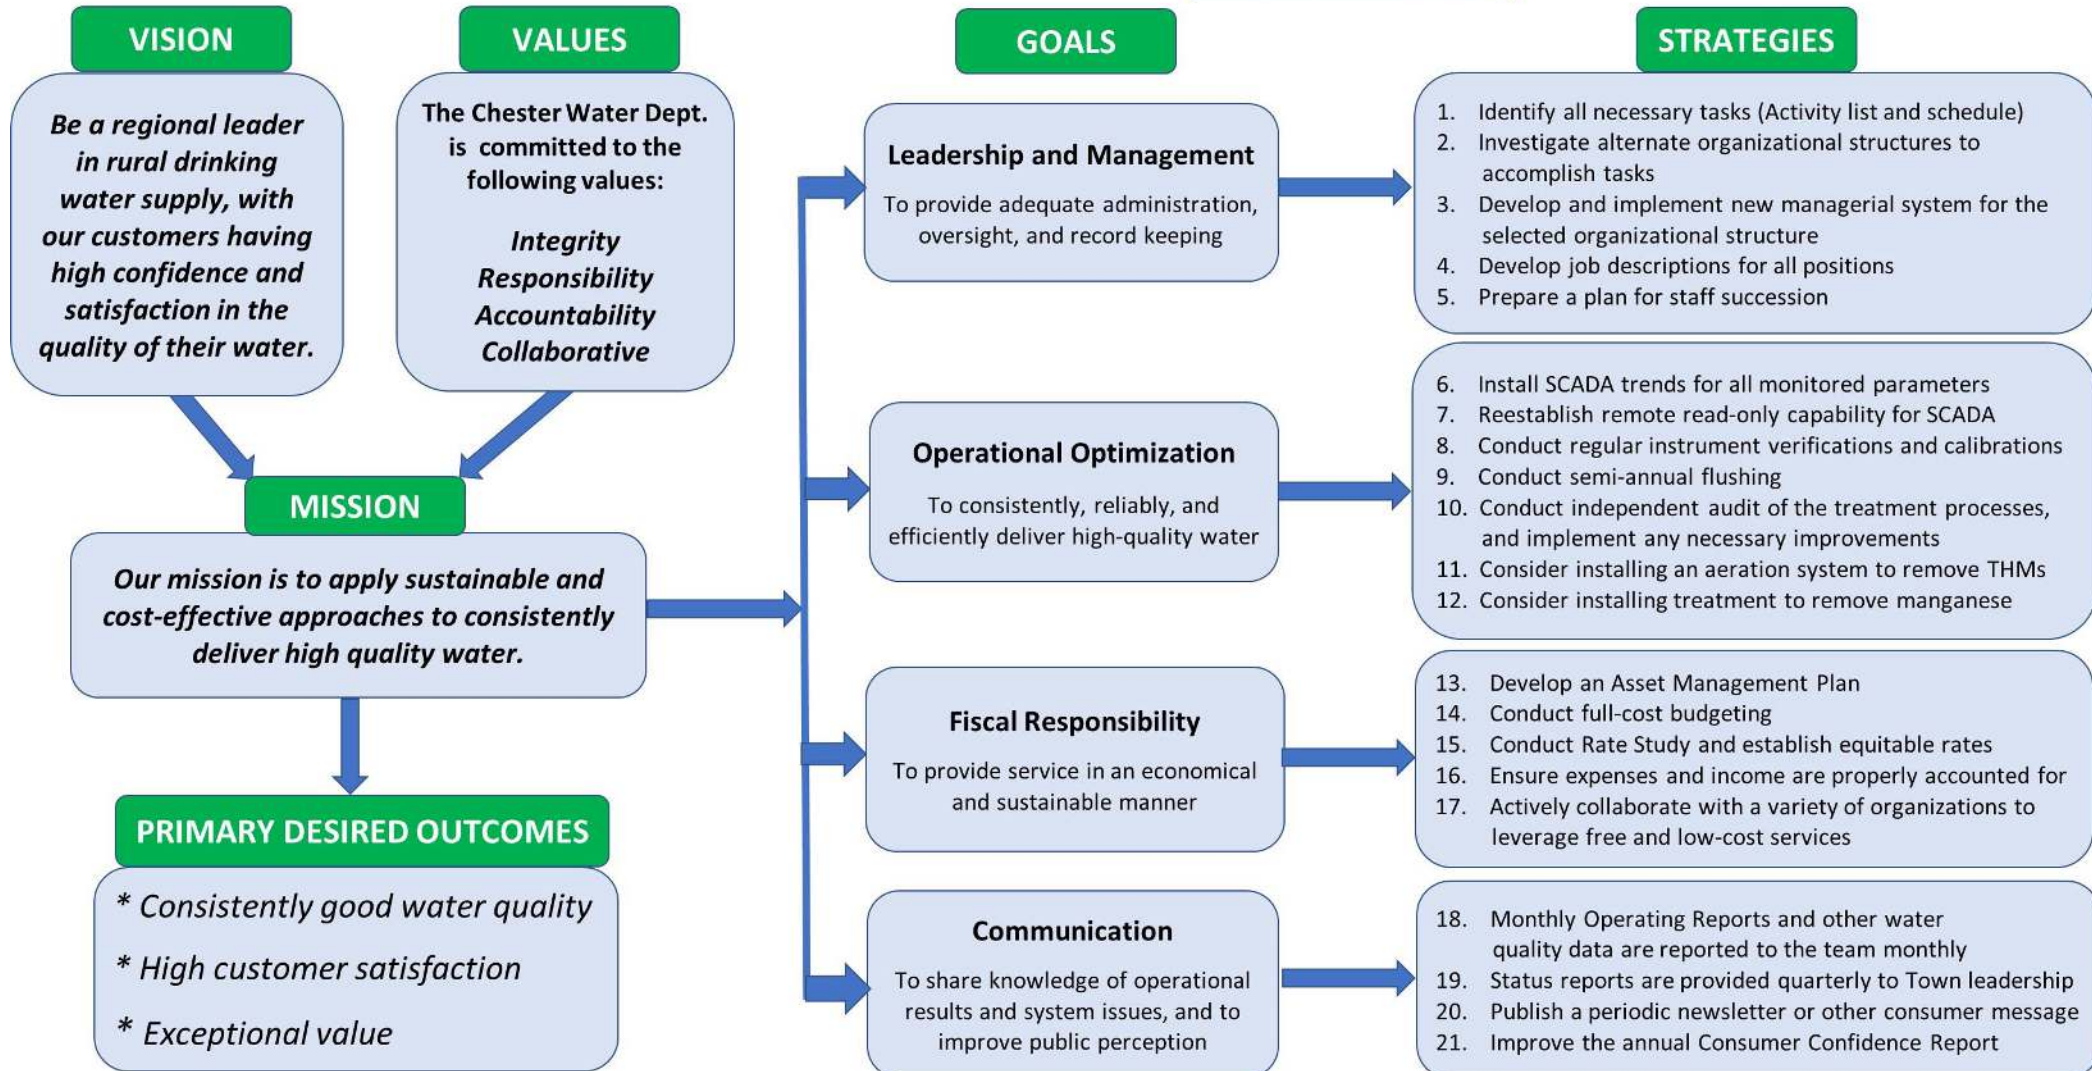 VISION
Be a regional leader
in rural drinking
water supply, with
our customers having
high confidence and
satisfaction in the
quality of their water.
VALUES
The Chester Water Dept.
is committed to the
following values:
Integrity
Responsibility
Accountability
Collaborative
MISSION
Our mission is to apply sustainable and
cost-effective approaches to consistently
deliver high quality water.
PRIMARY DESIRED OUTCOMES
* Consistently good water quality
* High customer satisfaction
* Exceptional value
GOALS
Leadership and Management
To provide adequate administration,
oversight, and record keeping
Operational Optimization
To consistently, reliably, and
efficiently deliver high-quality water
Fiscal Responsibility
To provide service in an economical
and sustainable manner
Communication
To share knowledge of operational
results and system issues, and to
improve public perception
STRATEGIES
1. Identify all necessary tasks (Activity list and schedule)
2. Investigate alternate organizational structures to
accomplish tasks
3. Develop and implement new managerial system for the
selected organizational structure
4. Develop job descriptions for all positions
5. Prepare a plan for staff succession
6. Install SCADA trends for all monitored parameters
7. Reestablish remote read-only capability for SCADA
8. Conduct regular instrument verifications and calibrations
9. Conduct semi-annual flushing
10. Conduct independent audit of the treatment processes,
and implement any necessary improvements
11. Consider installing an aeration system to remove THMs
12. Consider installing treatment to remove manganese
13. Develop an Asset Management Plan
14. Conduct full-cost budgeting
15. Conduct Rate Study and establish equitable rates
16. Ensure expenses and income are properly accounted for
17. Actively collaborate with a variety of organizations to
leverage free and low-cost services
18. Monthly Operating Reports and other water
quality data are reported to the team monthly
19. Status reports are provided quarterly to Town leadership
20. Publish a periodic newsletter or other consumer message
21. Improve the annual Consumer Confidence Report